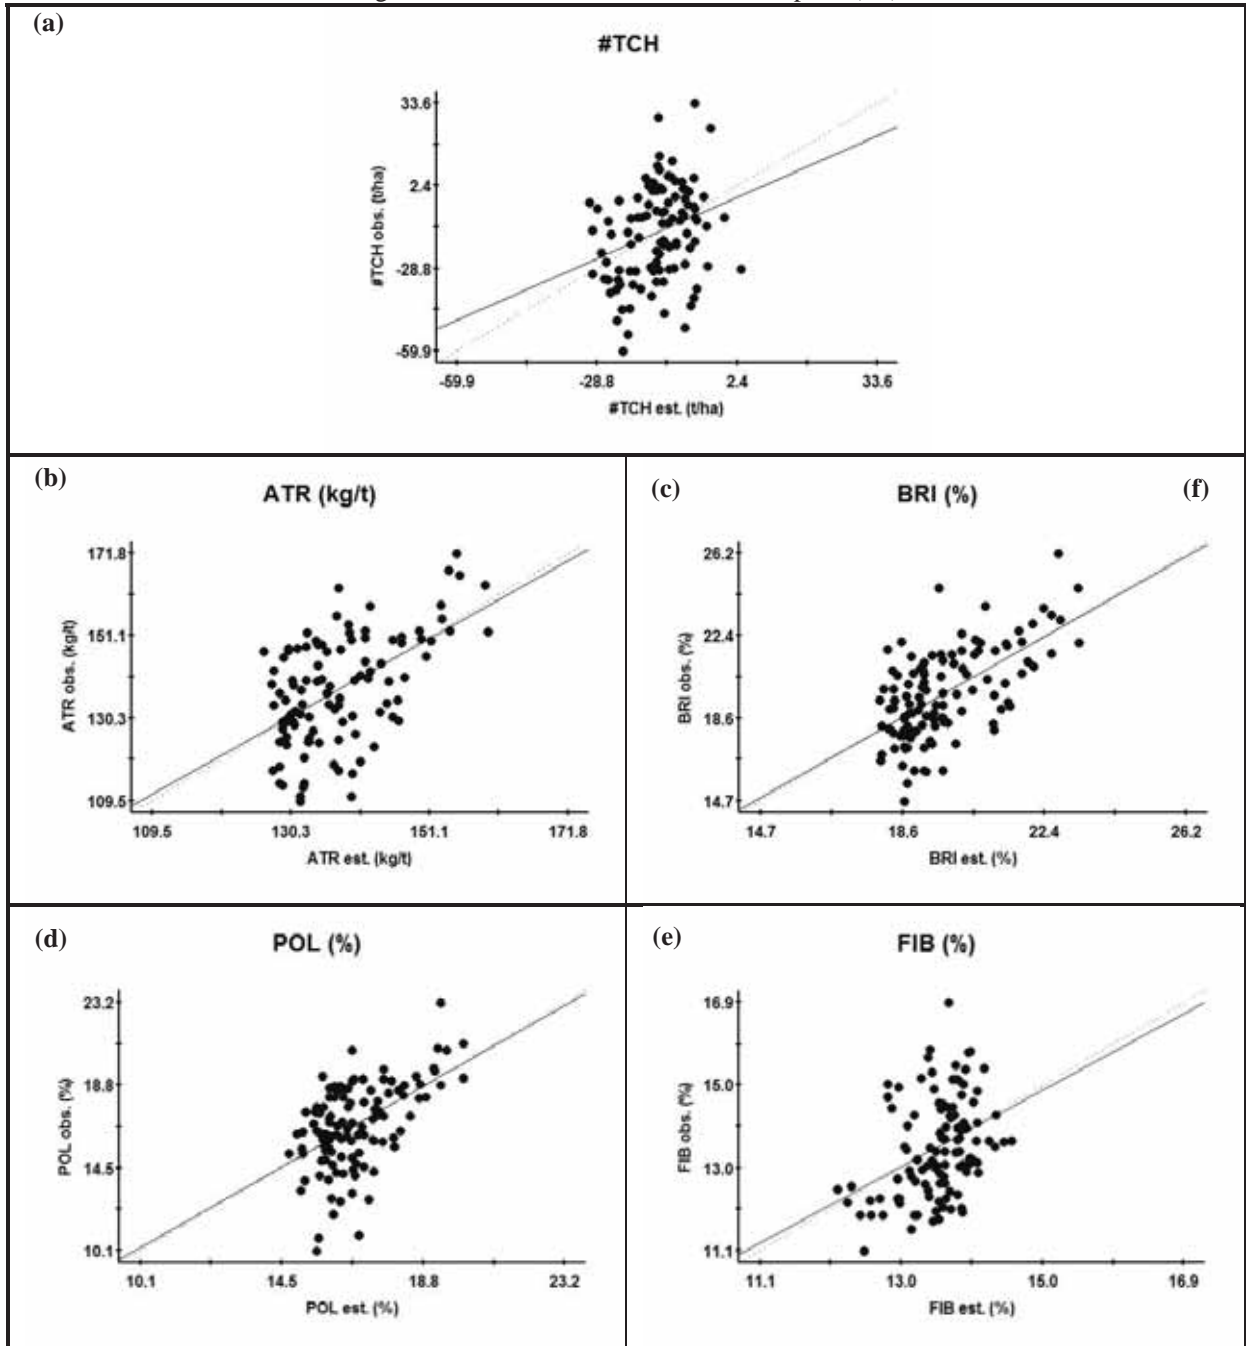 (a)
#TCH
33.6
2.4
-28.8
-59.9
#TCH obs. (t/ha)
-59.9 -28.8 2.4 33.6
#TCH est. (t/ha)
(b)
ATR (kg/t)
171.8
151.1
130.3
109.5
ATR obs. (kg/t)
109.5 130.3 151.1 171.8
ATR est. (kg/t)
(c)
BRI (%)
(f)
26.2
22.4
18.6
14.7
BRI obs. (%)
14.7 18.6 22.4 26.2
BRI est. (%)
(d)
POL (%)
23.2
18.8
14.5
10.1
POL obs. (%)
10.1 14.5 18.8 23.2
POL est. (%)
(e)
FIB (%)
16.9
15.0
13.0
11.1
FIB obs. (%)
11.1 13.0 15.0 16.9
FIB est. (%)